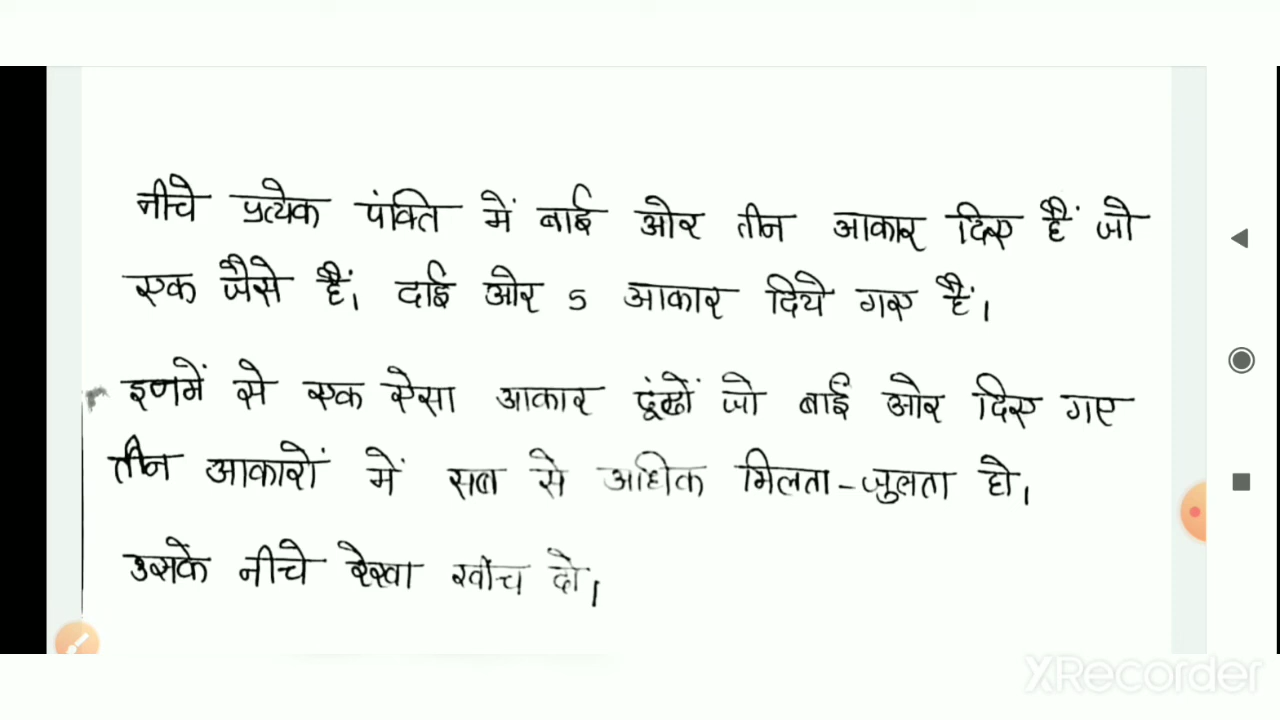 नीचे प्रत्येक पंक्ति में बाई ओर तीन आकार दिए हैं जो
एक जैसे हैं। दाई ओर 5 आकार दिये गए हैं।
इणमें से एक ऐसा आकार ढूंढों जो बाई ओर दिए गए
तीन आकारों में सब से अधिक मिलता-जुलता हो।
उसके नीचे रेखा खींच दो।
XRecorder